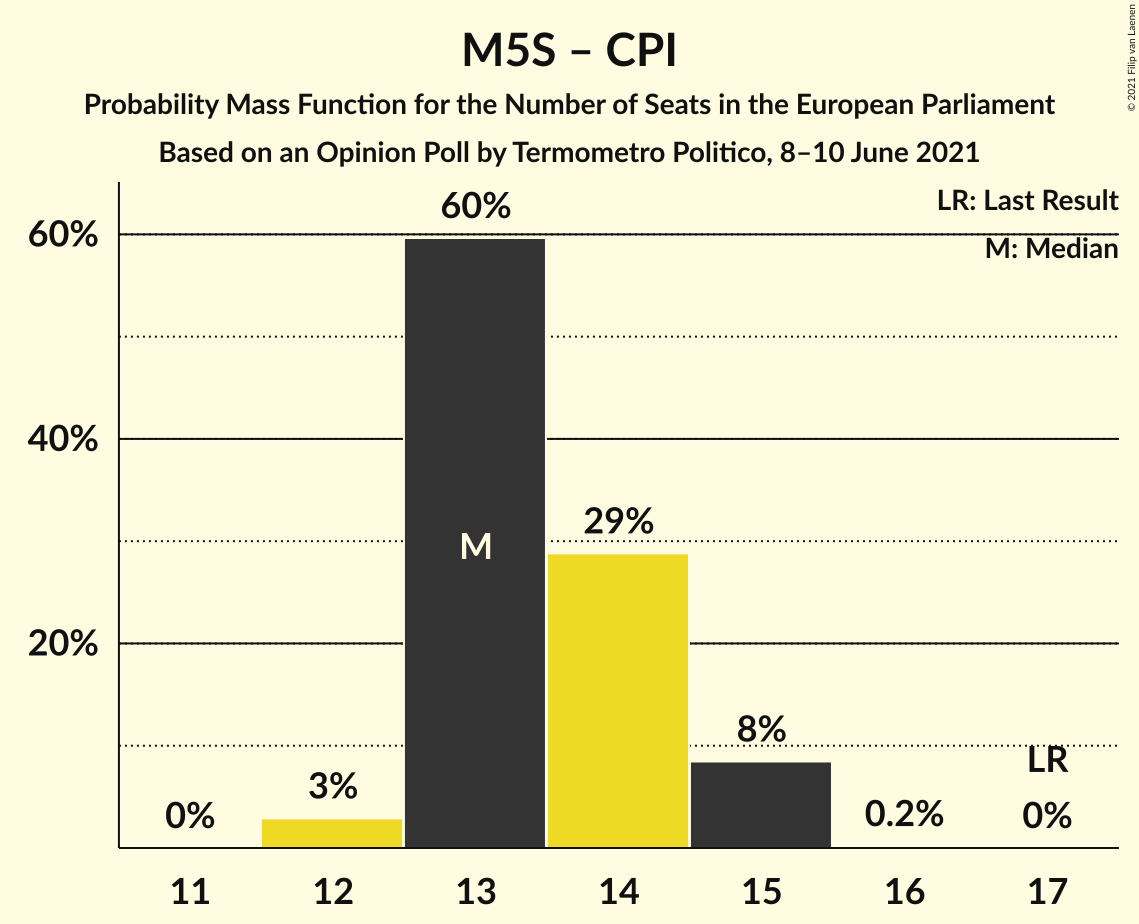 M5S – CPI
Probability Mass Function for the Number of Seats in the European Parliament
Based on an Opinion Poll by Termometro Politico, 8–10 June 2021
© 2021 Filip van Laenen
LR: Last Result
M: Median
60%
40%
20%
0%
3%
60%
M
29%
8%
0.2%
LR
0%
11
12
13
14
15
16
17